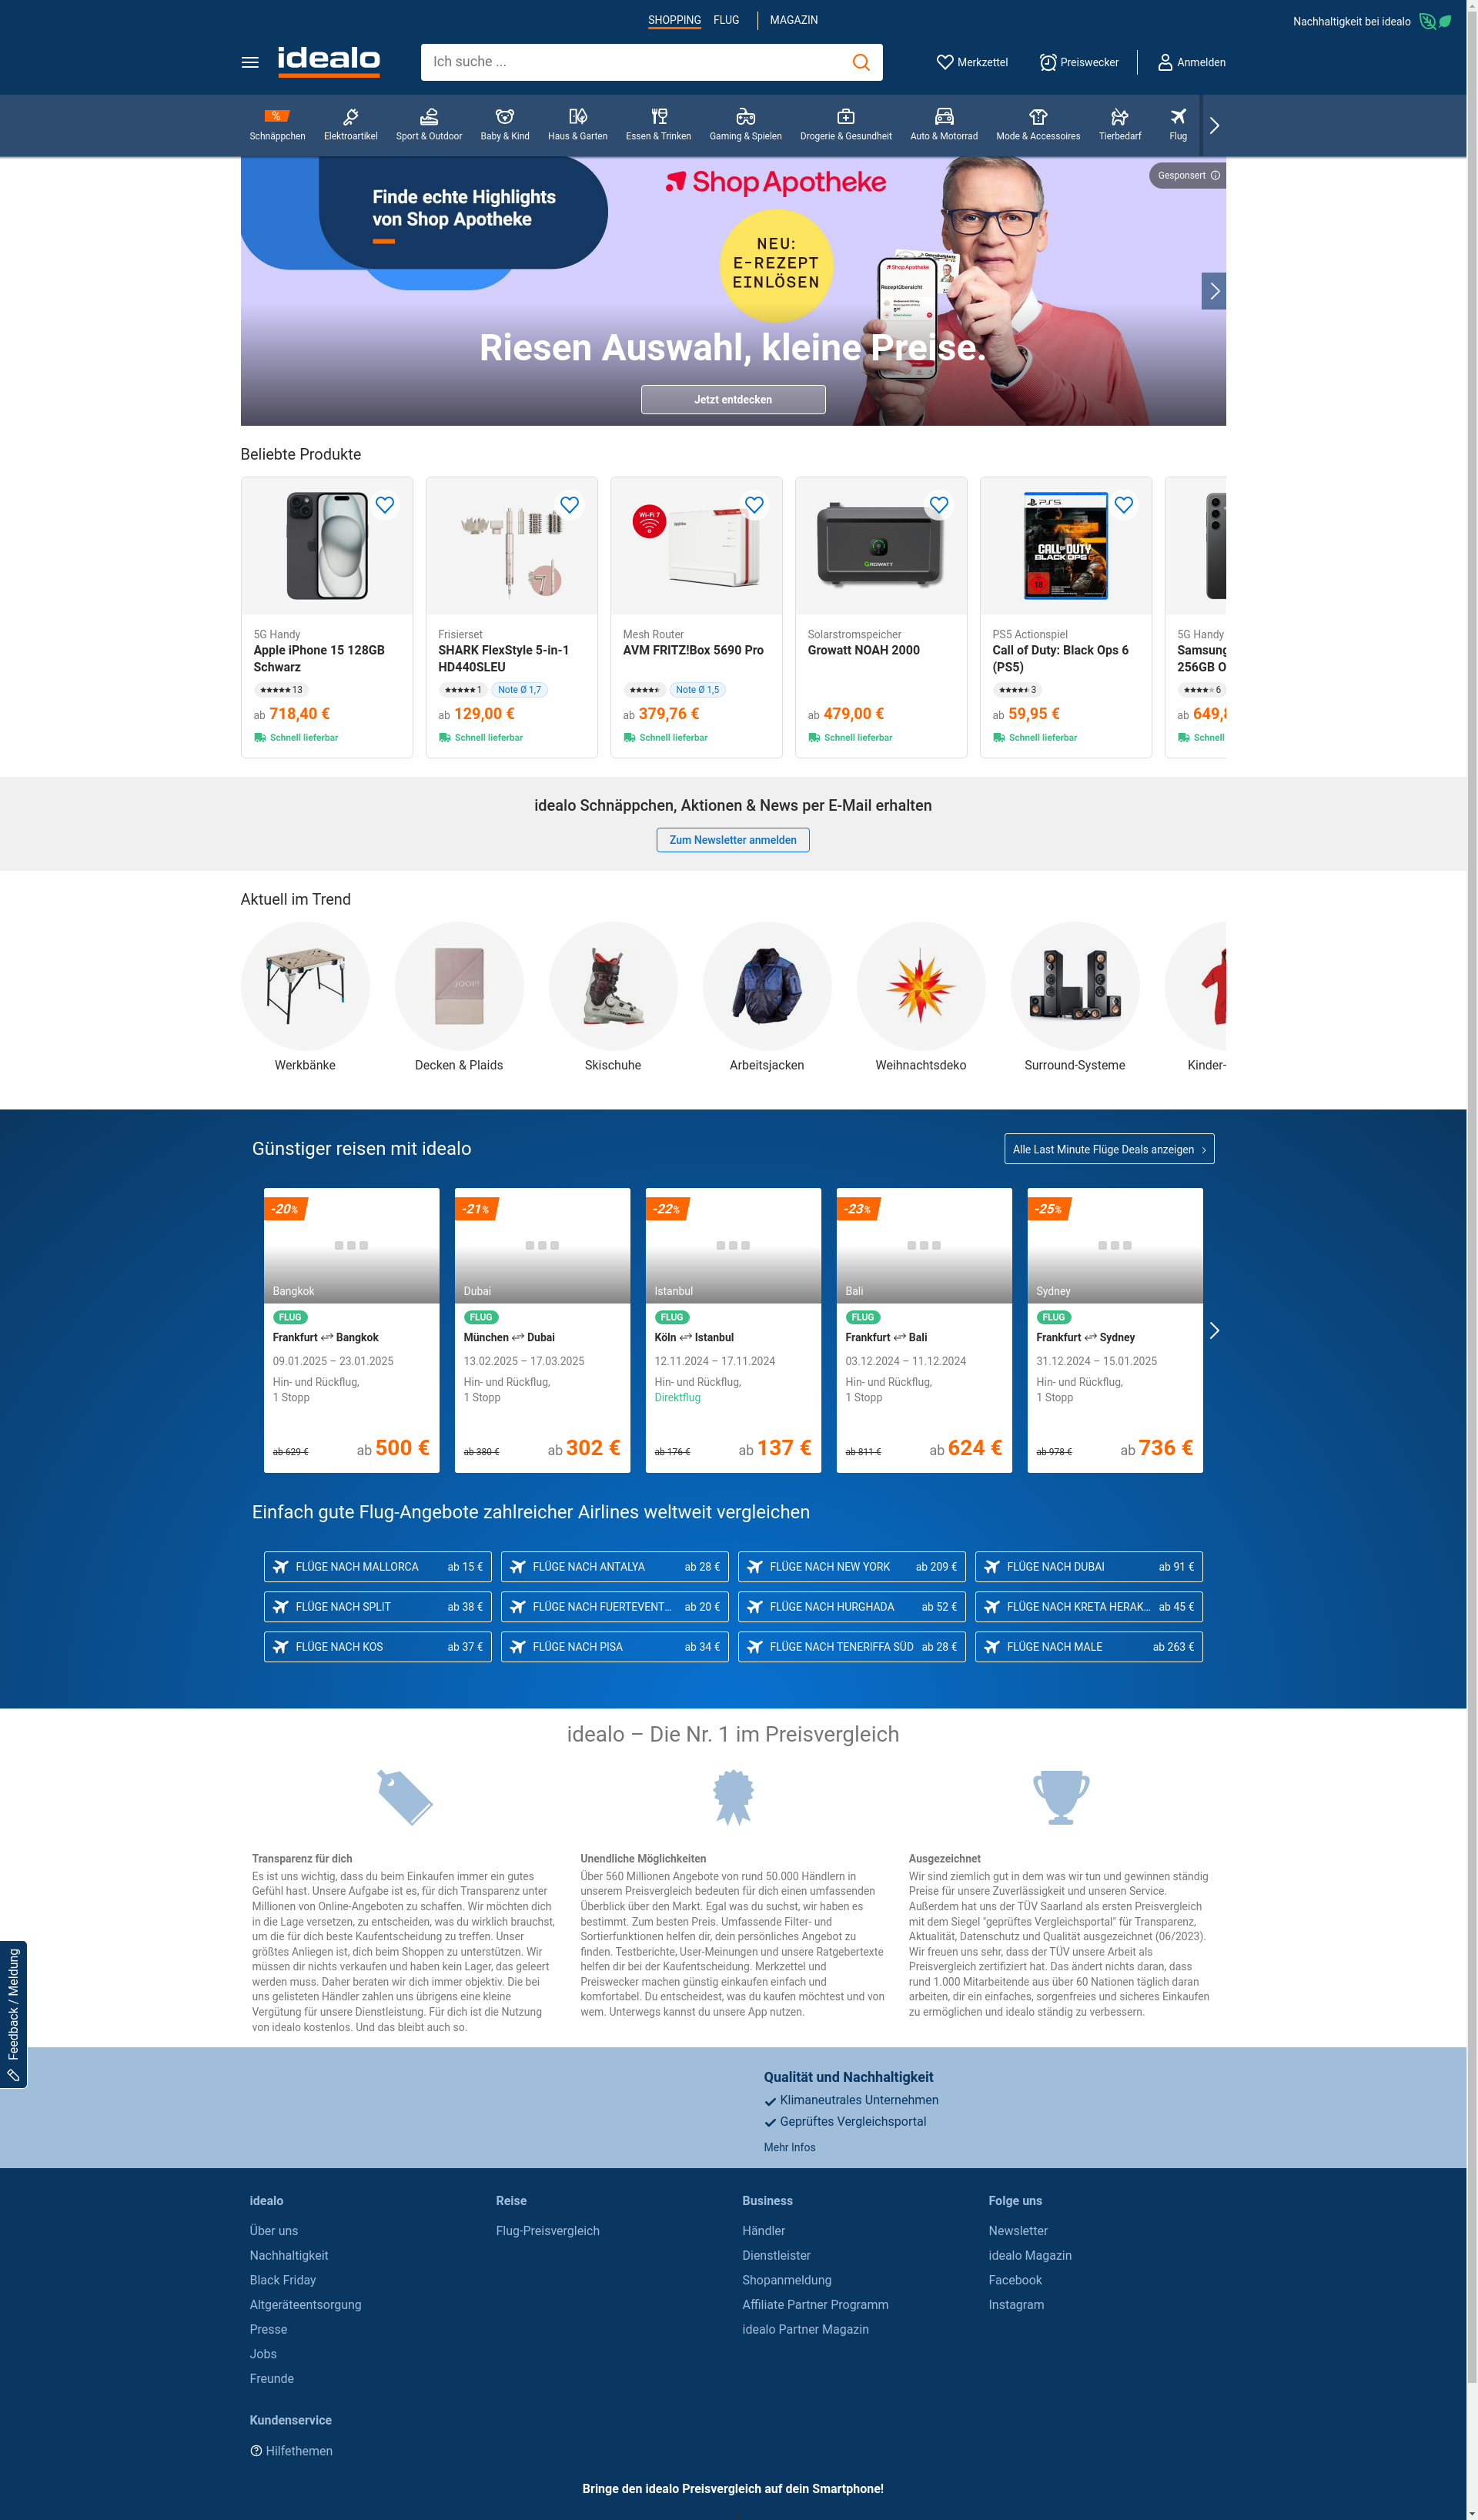 SHOPPING FLUG MAGAZIN
Nachhaltigkeit bei idealo
idealo
Ich suche ...
Merkzettel
Preiswecker
Anmelden
%
Schnäppchen
Elektroartikel
Sport & Outdoor
Baby & Kind
Haus & Garten
Essen & Trinken
Gaming & Spielen
Drogerie & Gesundheit
Auto & Motorrad
Mode & Accessoires
Tierbedarf
Flug
Finde echte Highlights
von Shop Apotheke
Shop Apotheke
Gesponsert
NEU:
E-REZEPT
EINLÖSEN
Shop Apotheke
Rezeptübersicht
Riesen Auswahl, kleine Preise.
Jetzt entdecken
Beliebte Produkte
5G Handy
Apple iPhone 15 128GB
Schwarz
13
ab 718,40 €
Schnell lieferbar
Frisierset
SHARK FlexStyle 5-in-1
HD440SLEU
1 Note Ø 1,7
ab 129,00 €
Schnell lieferbar
Wi-Fi 7
Mesh Router
AVM FRITZ!Box 5690 Pro
Note Ø 1,5
ab 379,76 €
Schnell lieferbar
GROWATT
Solarstromspeicher
Growatt NOAH 2000
ab 479,00 €
Schnell lieferbar
PS5
CALL OF DUTY
BLACK OPS 6
18
PS5 Actionspiel
Call of Duty: Black Ops 6
(PS5)
3
ab 59,95 €
Schnell lieferbar
5G Handy
Samsung
256GB O
6
ab 649,8
Schnell
idealo Schnäppchen, Aktionen & News per E-Mail erhalten
Zum Newsletter anmelden
Aktuell im Trend
JOOP!
Werkbänke
Decken & Plaids
Skischuhe
Arbeitsjacken
Weihnachtsdeko
Surround-Systeme
Kinder-
Günstiger reisen mit idealo
Alle Last Minute Flüge Deals anzeigen
-20%
Bangkok
FLUG
Frankfurt Bangkok
09.01.2025 – 23.01.2025
Hin- und Rückflug,
1 Stopp
ab 629 € ab 500 €
-21%
Dubai
FLUG
München Dubai
13.02.2025 – 17.03.2025
Hin- und Rückflug,
1 Stopp
ab 380 € ab 302 €
-22%
Istanbul
FLUG
Köln Istanbul
12.11.2024 – 17.11.2024
Hin- und Rückflug,
Direktflug
ab 176 € ab 137 €
-23%
Bali
FLUG
Frankfurt Bali
03.12.2024 – 11.12.2024
Hin- und Rückflug,
1 Stopp
ab 811 € ab 624 €
-25%
Sydney
FLUG
Frankfurt Sydney
31.12.2024 – 15.01.2025
Hin- und Rückflug,
1 Stopp
ab 978 € ab 736 €
Einfach gute Flug-Angebote zahlreicher Airlines weltweit vergleichen
FLÜGE NACH MALLORCA ab 15 €
FLÜGE NACH ANTALYA ab 28 €
FLÜGE NACH NEW YORK ab 209 €
FLÜGE NACH DUBAI ab 91 €
FLÜGE NACH SPLIT ab 38 €
FLÜGE NACH FUERTEVENT... ab 20 €
FLÜGE NACH HURGHADA ab 52 €
FLÜGE NACH KRETA HERAK... ab 45 €
FLÜGE NACH KOS ab 37 €
FLÜGE NACH PISA ab 34 €
FLÜGE NACH TENERIFFA SÜD ab 28 €
FLÜGE NACH MALE ab 263 €
idealo – Die Nr. 1 im Preisvergleich
Transparenz für dich
Es ist uns wichtig, dass du beim Einkaufen immer ein gutes
Gefühl hast. Unsere Aufgabe ist es, für dich Transparenz unter
Millionen von Online-Angeboten zu schaffen. Wir möchten dich
in die Lage versetzen, zu entscheiden, was du wirklich brauchst,
um die für dich beste Kaufentscheidung zu treffen. Unser
größtes Anliegen ist, dich beim Shoppen zu unterstützen. Wir
müssen dir nichts verkaufen und haben kein Lager, das geleert
werden muss. Daher beraten wir dich immer objektiv. Die bei
uns gelisteten Händler zahlen uns übrigens eine kleine
Vergütung für unsere Dienstleistung. Für dich ist die Nutzung
von idealo kostenlos. Und das bleibt auch so.
Unendliche Möglichkeiten
Über 560 Millionen Angebote von rund 50.000 Händlern in
unserem Preisvergleich bedeuten für dich einen umfassenden
Überblick über den Markt. Egal was du suchst, wir haben es
bestimmt. Zum besten Preis. Umfassende Filter- und
Sortierfunktionen helfen dir, dein persönliches Angebot zu
finden. Testberichte, User-Meinungen und unsere Ratgebertexte
helfen dir bei der Kaufentscheidung. Merkzettel und
Preiswecker machen günstig einkaufen einfach und
komfortabel. Du entscheidest, was du kaufen möchtest und von
wem. Unterwegs kannst du unsere App nutzen.
Ausgezeichnet
Wir sind ziemlich gut in dem was wir tun und gewinnen ständig
Preise für unsere Zuverlässigkeit und unseren Service.
Außerdem hat uns der TÜV Saarland als ersten Preisvergleich
mit dem Siegel "geprüftes Vergleichsportal" für Transparenz,
Aktualität, Datenschutz und Qualität ausgezeichnet (06/2023).
Wir freuen uns sehr, dass der TÜV unsere Arbeit als
Preisvergleich zertifiziert hat. Das ändert nichts daran, dass
rund 1.000 Mitarbeitende aus über 60 Nationen täglich daran
arbeiten, dir ein einfaches, sorgenfreies und sicheres Einkaufen
zu ermöglichen und idealo ständig zu verbessern.
Feedback / Meldung
Qualität und Nachhaltigkeit
Klimaneutrales Unternehmen
Geprüftes Vergleichsportal
Mehr Infos
idealo
Über uns
Nachhaltigkeit
Black Friday
Altgeräteentsorgung
Presse
Jobs
Freunde
Reise
Flug-Preisvergleich
Business
Händler
Dienstleister
Shopanmeldung
Affiliate Partner Programm
idealo Partner Magazin
Folge uns
Newsletter
idealo Magazin
Facebook
Instagram
Kundenservice
Hilfethemen
Bringe den idealo Preisvergleich auf dein Smartphone!